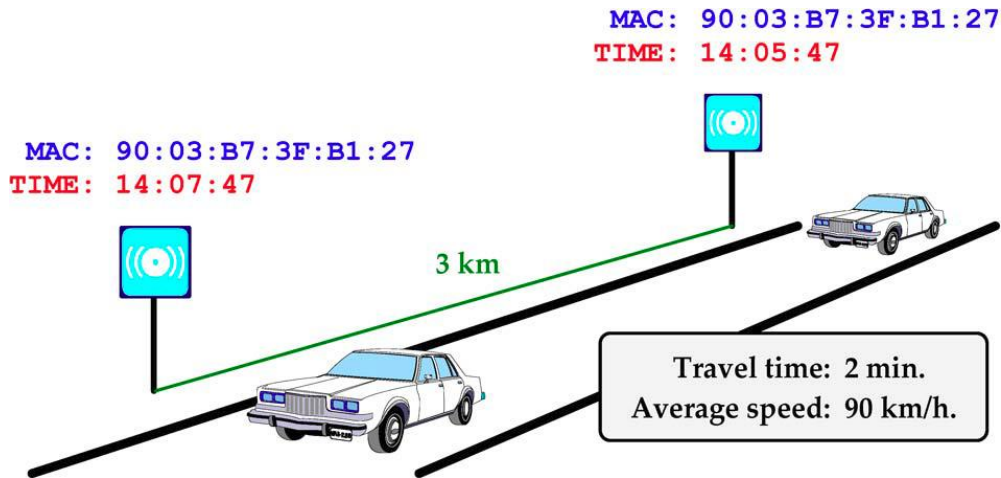 MAC: 90:03:B7:3F:B1:27
TIME: 14:05:47
MAC: 90:03:B7:3F:B1:27
TIME: 14:07:47
3 km
Travel time: 2 min.
Average speed: 90 km/h.